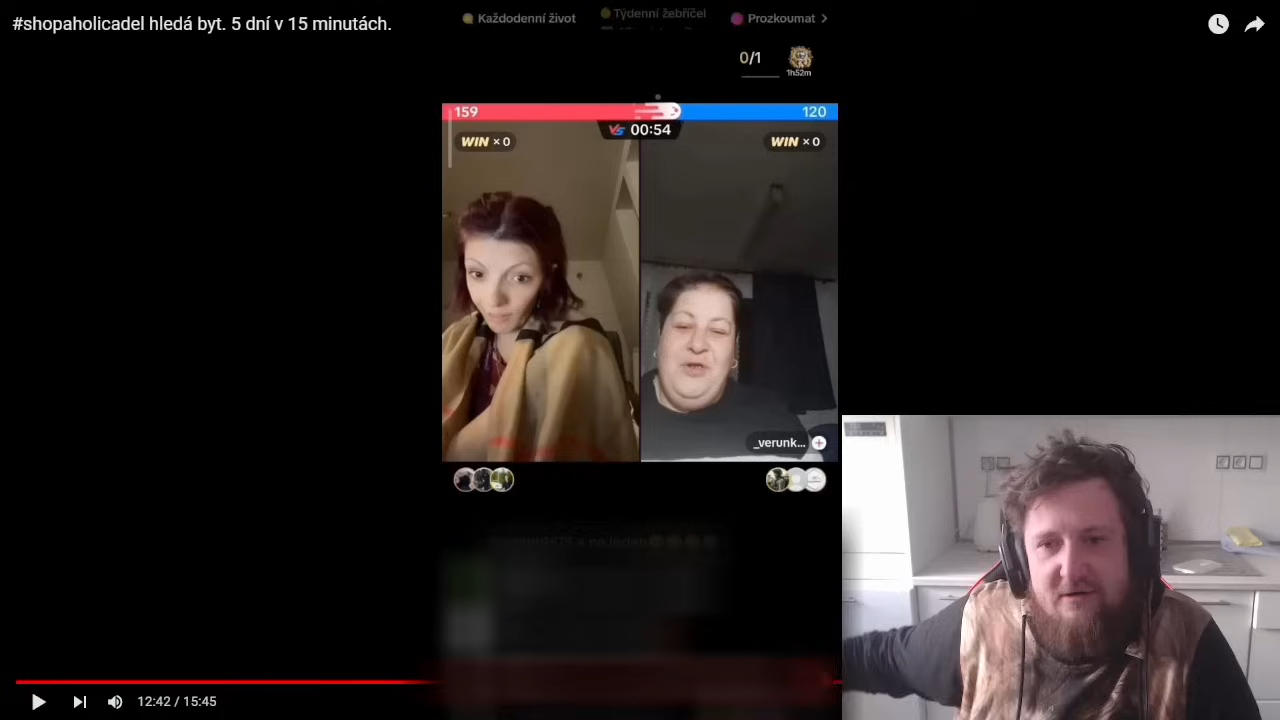 #shopaholicadel hledá byt. 5 dní v 15 minutách.
Každodenní život
Týdenní žebříček
Prozkoumat
0/1
1h52m
159
120
VS 00:54
WIN × 0
WIN × 0
_verunk...
12:42 / 15:45